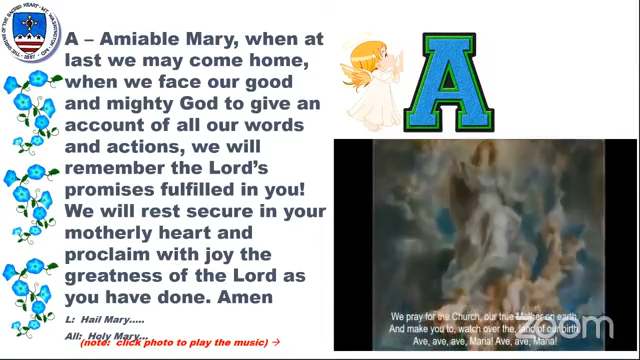 A – Amiable Mary, when at
last we may come home,
when we face our good
and mighty God to give an
account of all our words
and actions, we will
remember the Lord’s
promises fulfilled in you!
We will rest secure in your
motherly heart and
proclaim with joy the
greatness of the Lord as
you have done. Amen
L: Hail Mary.....
All: Holy Mary...
(note: click photo to play the music) →
A
We pray for the Church, our true Mother on earth
And make you to, watch over the, land of our birth.
Ave, ave, ave, Maria! Ave, ave, Maria!
zoom